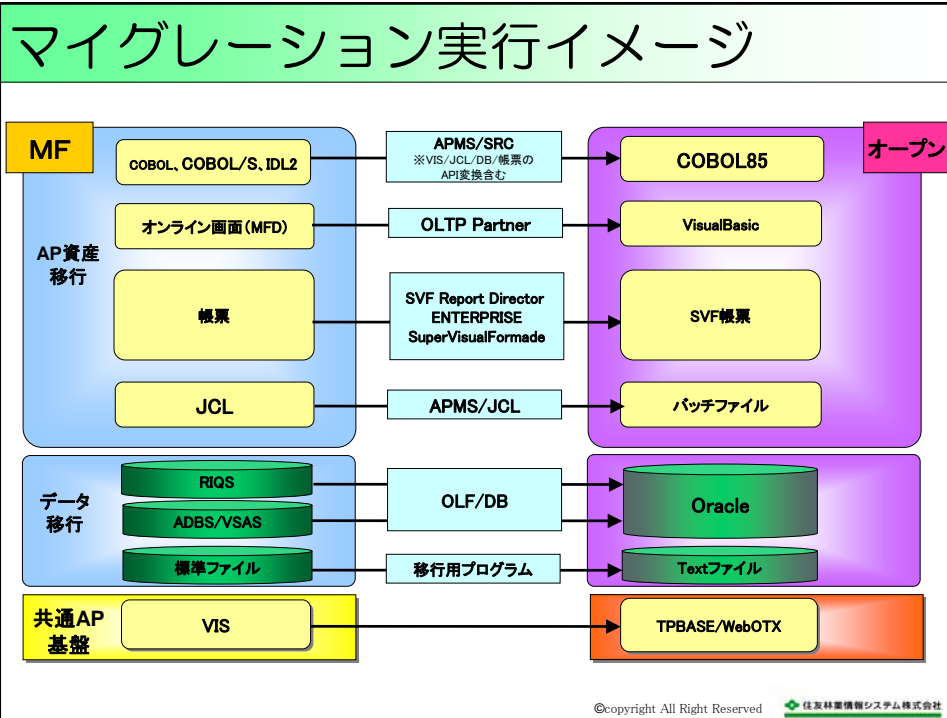 マイグレーション実行イメージ
MF
オープン
AP資産
移行
COBOL、COBOL/S、IDL2
APMS/SRC
※VIS/JCL/DB/帳票の
API変換含む
COBOL85
オンライン画面(MFD)
OLTP Partner
VisualBasic
帳票
SVF Report Director
ENTERPRISE
SuperVisualFormade
SVF帳票
JCL
APMS/JCL
バッチファイル
データ
移行
RIQS
ADBS/VSAS
OLF/DB
Oracle
標準ファイル
移行用プログラム
Textファイル
共通AP
基盤
VIS
TPBASE/WebOTX
©copyright All Right Reserved
住友林業情報システム株式会社